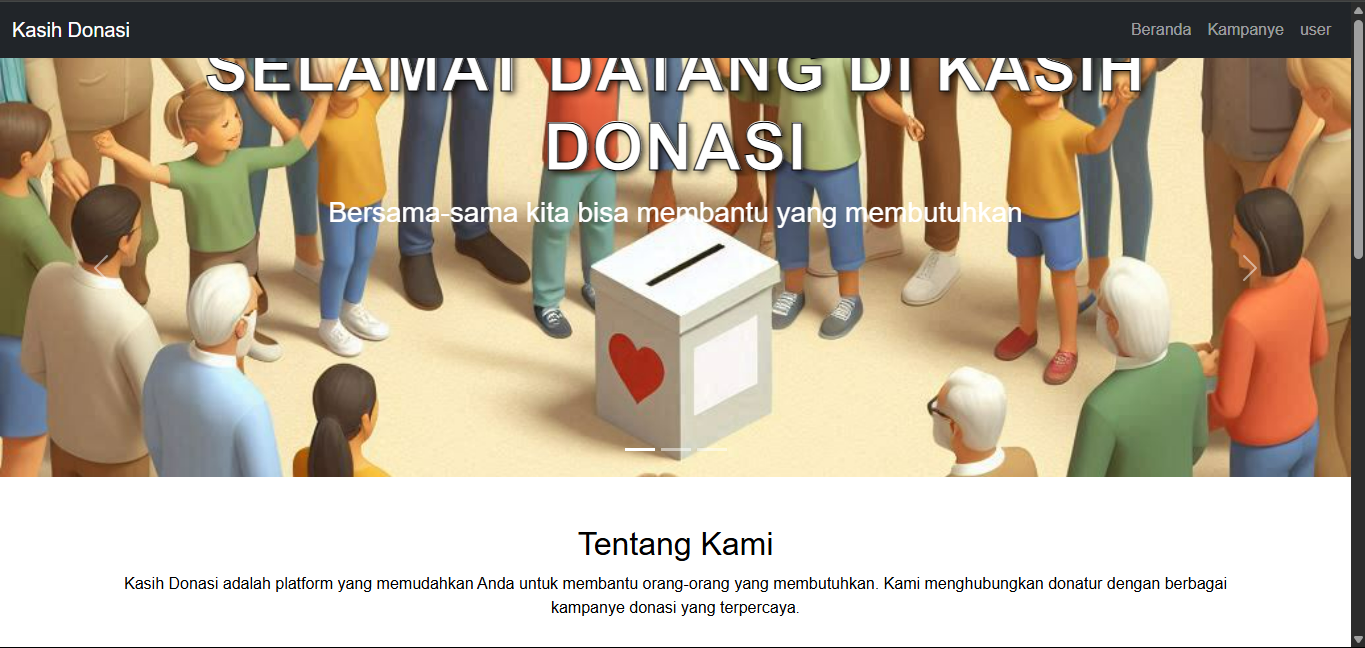 Kasih Donasi
Beranda Kampanye user
SELAMAT DATANG DI KASIH
DONASI
Bersama-sama kita bisa membantu yang membutuhkan
Tentang Kami
Kasih Donasi adalah platform yang memudahkan Anda untuk membantu orang-orang yang membutuhkan. Kami menghubungkan donatur dengan berbagai
kampanye donasi yang terpercaya.